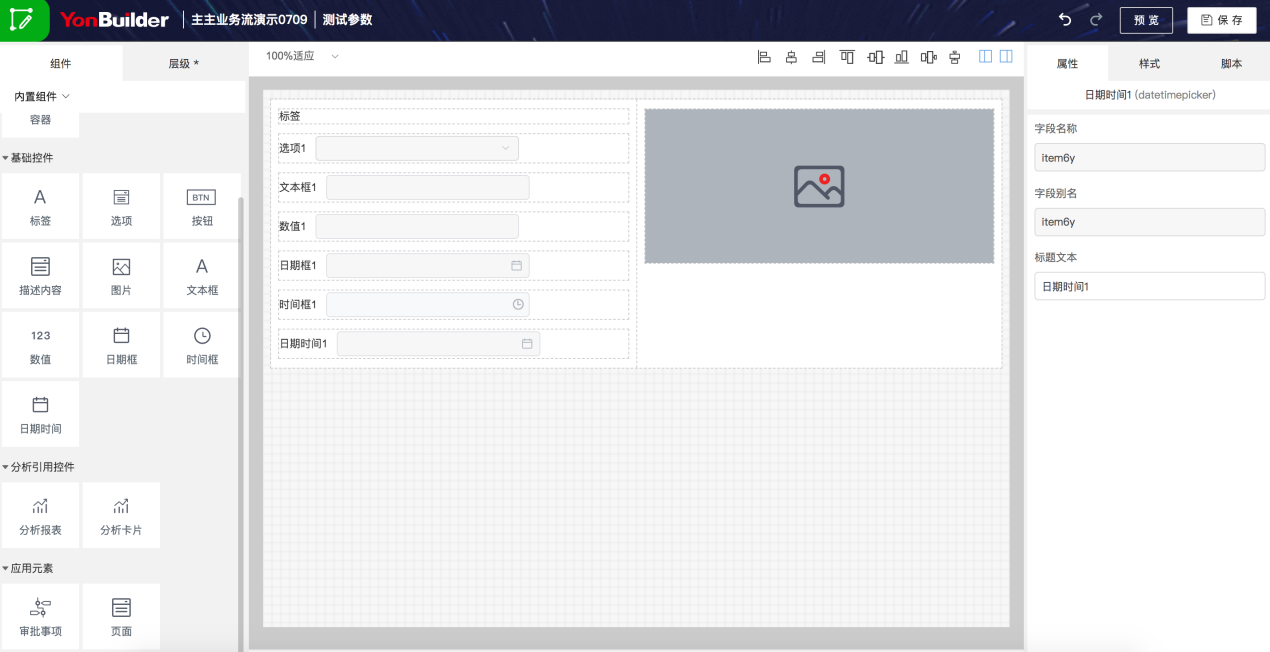 YonBuilder 主主业务流演示0709 测试参数
预 览
保 存
组件
层级 *
内置组件
容器
基础控件
A
标签
选项
BTN
按钮
描述内容
图片
A
文本框
123
数值
日期框
时间框
日期时间
分析引用控件
分析报表
分析卡片
应用元素
审批事项
页面
100%适应
标签
选项1
文本框1
数值1
日期框1
时间框1
日期时间1
属性
样式
脚本
日期时间1 (datetimepicker)
字段名称
item6y
字段别名
item6y
标题文本
日期时间1